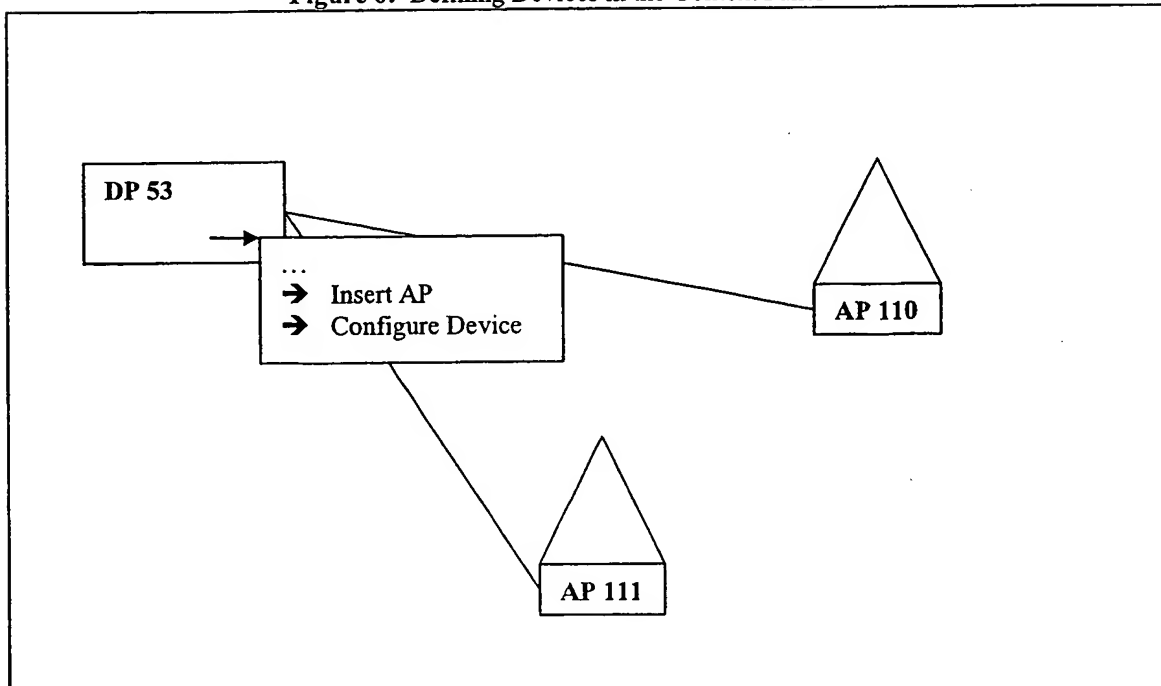 DP 53
...
➔ Insert AP
➔ Configure Device
AP 110
AP 111